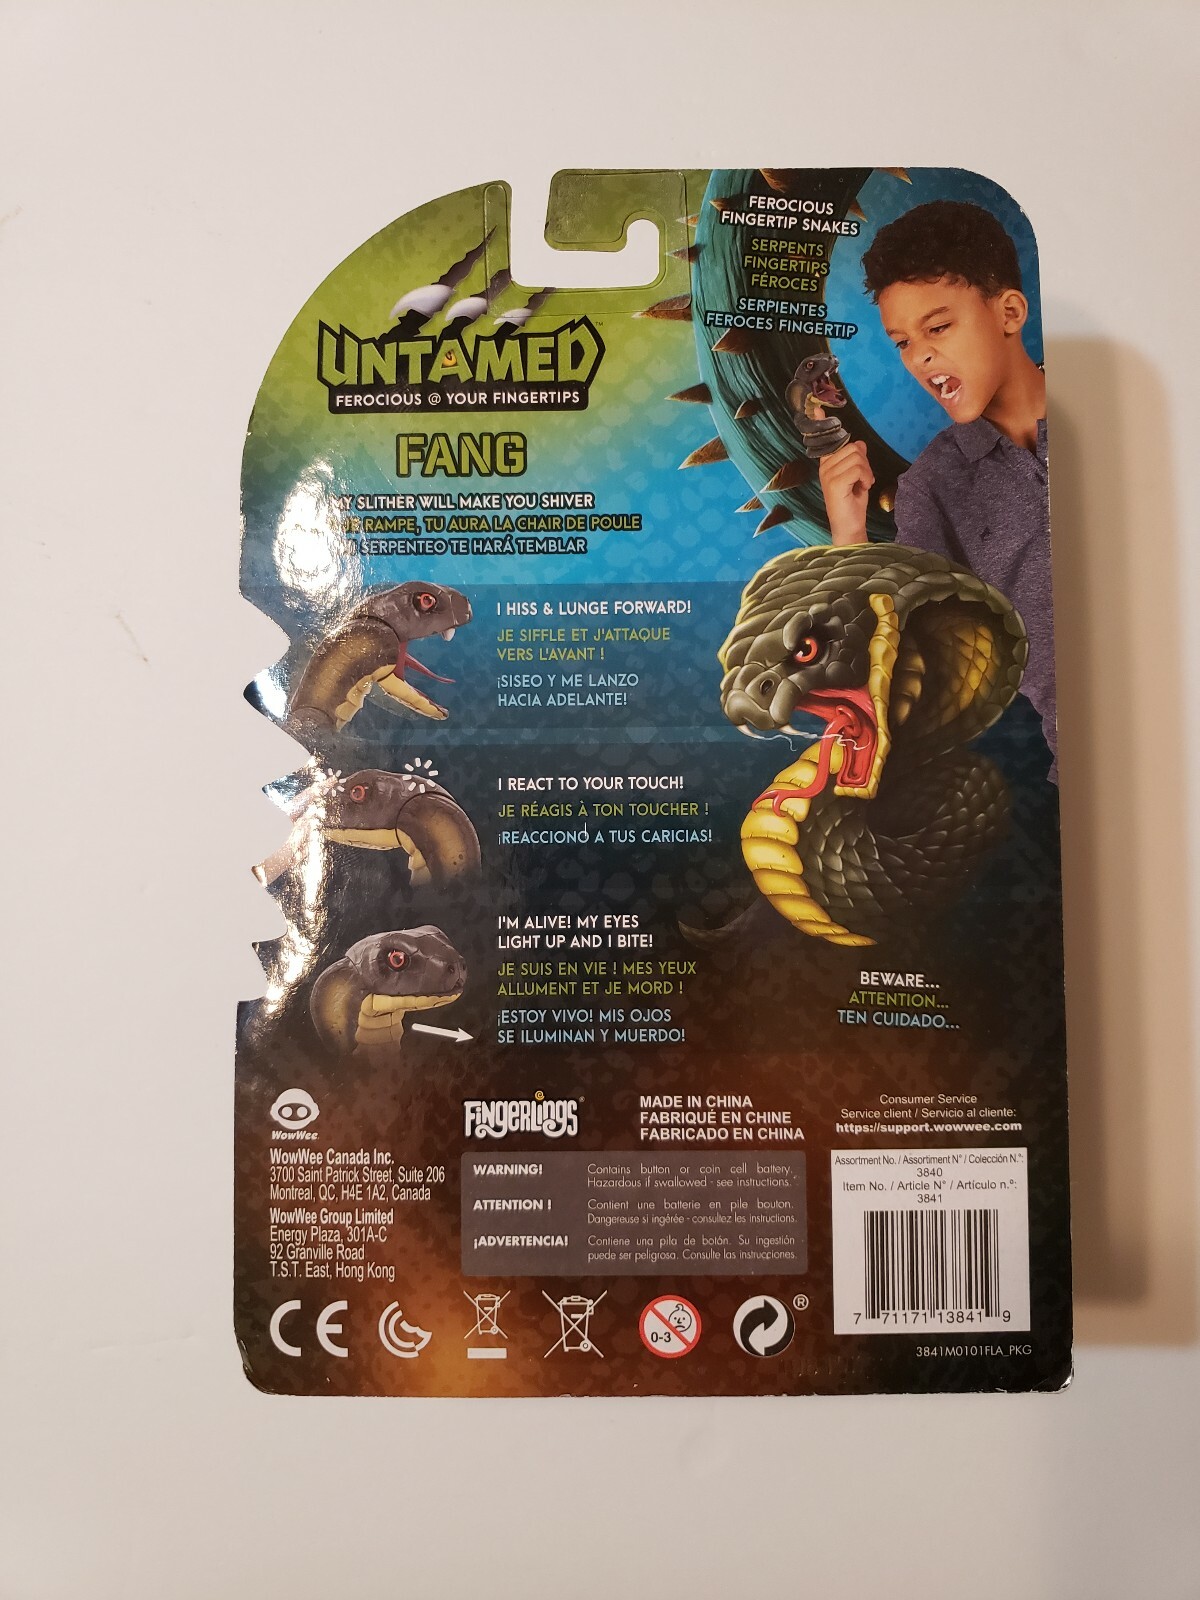 FEROCIOUS
FINGERTIP SNAKES
SERPENTS
FINGERTIPS
FÉROCES
SERPIENTES
FEROCES FINGERTIP
UNTAMED™
FEROCIOUS @ YOUR FINGERTIPS
FANG
MY SLITHER WILL MAKE YOU SHIVER
RAMPE, TU AURA LA CHAIR DE POULE
SERPENTEO TE HARÁ TEMBLAR
I HISS & LUNGE FORWARD!
JE SIFFLE ET J'ATTAQUE
VERS L'AVANT !
¡SISEO Y ME LANZO
HACIA ADELANTE!
I REACT TO YOUR TOUCH!
JE RÉAGIS À TON TOUCHER !
¡REACCIONO A TUS CARICIAS!
I'M ALIVE! MY EYES
LIGHT UP AND I BITE!
JE SUIS EN VIE ! MES YEUX
ALLUMENT ET JE MORD !
¡ESTOY VIVO! MIS OJOS
SE ILUMINAN Y MUERDO!
BEWARE...
ATTENTION...
TEN CUIDADO...
WowWee
WowWee Canada Inc.
3700 Saint Patrick Street, Suite 206
Montreal, QC, H4E 1A2, Canada
WowWee Group Limited
Energy Plaza, 301A-C
92 Granville Road
T.S.T. East, Hong Kong
FiNGERLiNGS®
MADE IN CHINA
FABRIQUÉ EN CHINE
FABRICADO EN CHINA
Consumer Service
Service client / Servicio al cliente:
https://support.wowwee.com
WARNING! Contains button or coin cell battery.
Hazardous if swallowed - see instructions.
ATTENTION ! Contient une batterie en pile bouton.
Dangereuse si ingérée - consultez les instructions.
¡ADVERTENCIA! Contiene una pila de botón. Su ingestión
puede ser peligrosa. Consulte las instrucciones.
Assortment No. / Assortiment N° / Colección N.º:
3840
Item No. / Article N° / Artículo n.º:
3841
7 71171 13841 9
CE
0-3
®
3841M0101FLA_PKG